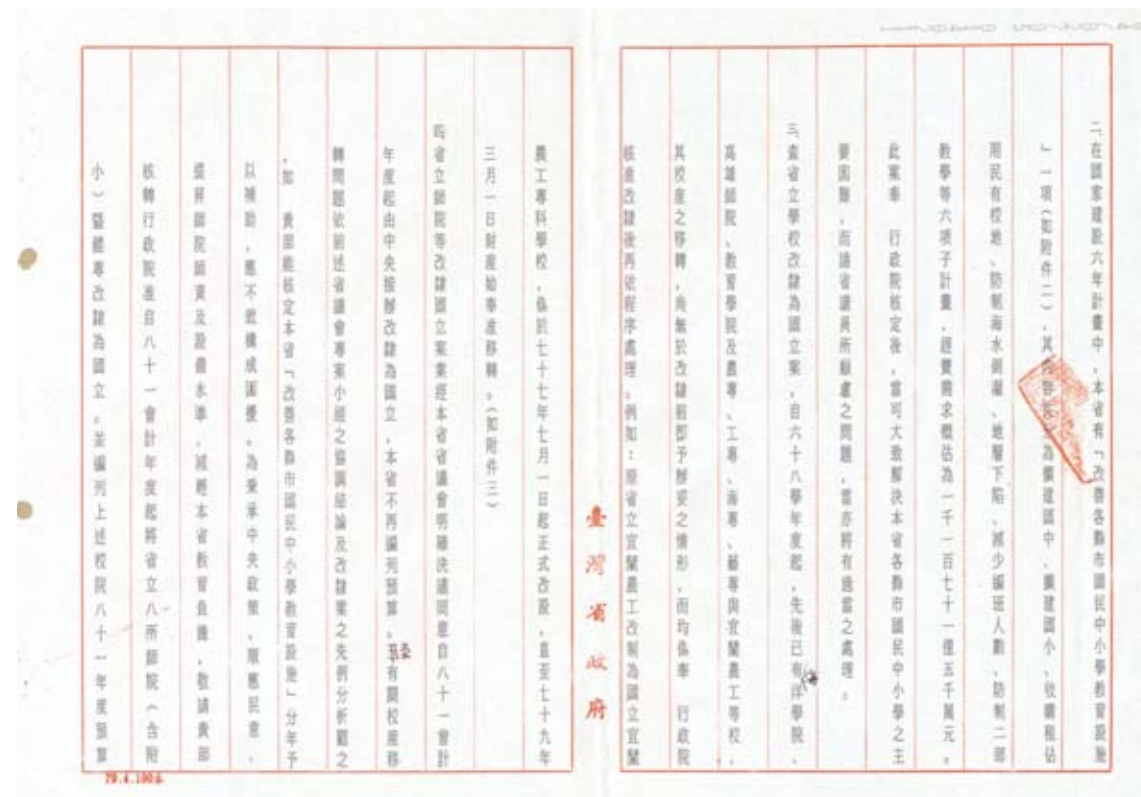 二、在國家建設六年計畫中，本省有「改善各縣市國民中小學教育設施
」一項（如附件二），其內容為擴建國中、擴建國小、收購租佔
用民有校地、防制海水倒灌、地層下陷、減少編班人數、防制二部
教學等六項子計畫，經費需求概估為一千一百七十一億五千萬元。
此案奉　行政院核定後，當可大致解決本省各縣市國民中小學之主
要困難，而諸省議員所顧慮之問題，當亦將有適當之處理。
三、查省立學校改隸為國立案，自六十八學年度起，先後已有洋學院、
高雄師院、教育學院及農專、工專、海專、藝專與宜蘭農工等校，
其校產之移轉，尚無於改隸前即予辦妥之情形，而均係奉　行政院
核准改隸後再依程序處理。例如：原省立宜蘭農工改制為國立宜蘭
臺灣省政府
農工專科學校，係於七十七年七月一日起正式改設，直至七十九年
三月一日財產始奉准移轉。（如附件三）
四、省立師院等改隸國立案業經本省省議會明確決議同意自八十一會計
年度起由中央接辦改隸為國立，本省不再編列預算。至有關校產移
轉問題依前述省議會專案小組之協調結論及改隸案之先例分析觀之
，如　貴部能核定本省「改善各縣市國民中小學教育設施」分年予
以補助，應不致構成困擾。為秉承中央政策、順應民意、
提昇師院師資及設備水準，減輕本省教育負擔，敬請貴部
核轉行政院准自八十一會計年度起將省立八所師院（含附
小）暨體專改隸為國立。並編列上述校院八十一年度預算
79.4.100本